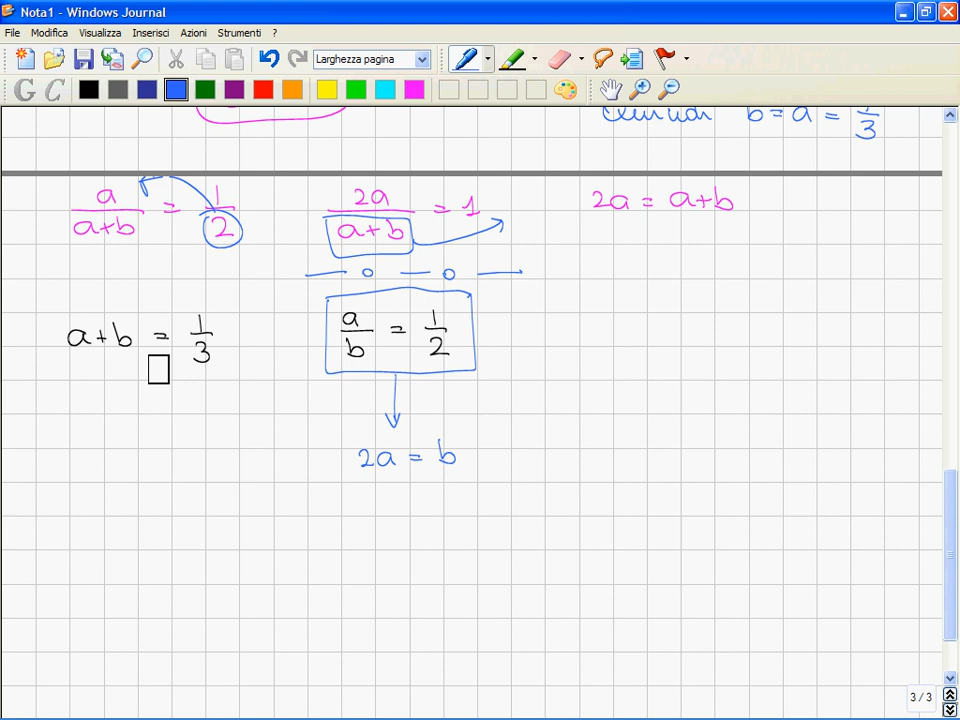 Nota1 - Windows Journal
File Modifica Visualizza Inserisci Azioni Strumenti ?
Larghezza pagina
G C
b = a = 1/3
a/(a+b) = 1/2
2a/(a+b) = 1
2a = a+b
a+b = 1/3
a/b = 1/2
2a = b
3 / 3